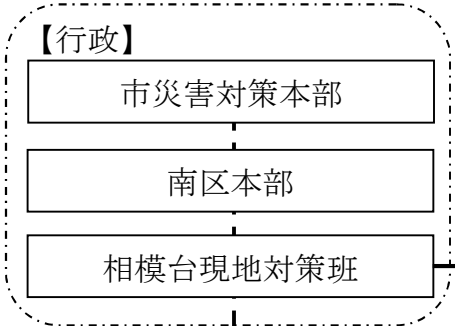 【行政】
市災害対策本部
南区本部
相模台現地対策班